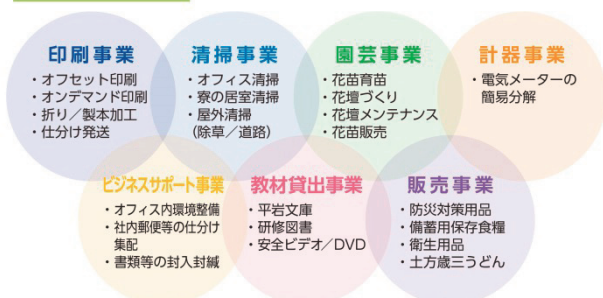 印刷事業
・オフセット印刷
・オンデマンド印刷
・折り／製本加工
・仕分け発送
清掃事業
・オフィス清掃
・寮の居室清掃
・屋外清掃
（除草／道路）
園芸事業
・花苗育苗
・花壇づくり
・花壇メンテナンス
・花苗販売
計器事業
・電気メーターの
簡易分解
ビジネスサポート事業
・オフィス内環境整備
・社内郵便等の仕分け
集配
・書類等の封入封緘
教材貸出事業
・平岩文庫
・研修図書
・安全ビデオ／DVD
販売事業
・防災対策用品
・備蓄用保存食糧
・衛生用品
・土方歳三うどん